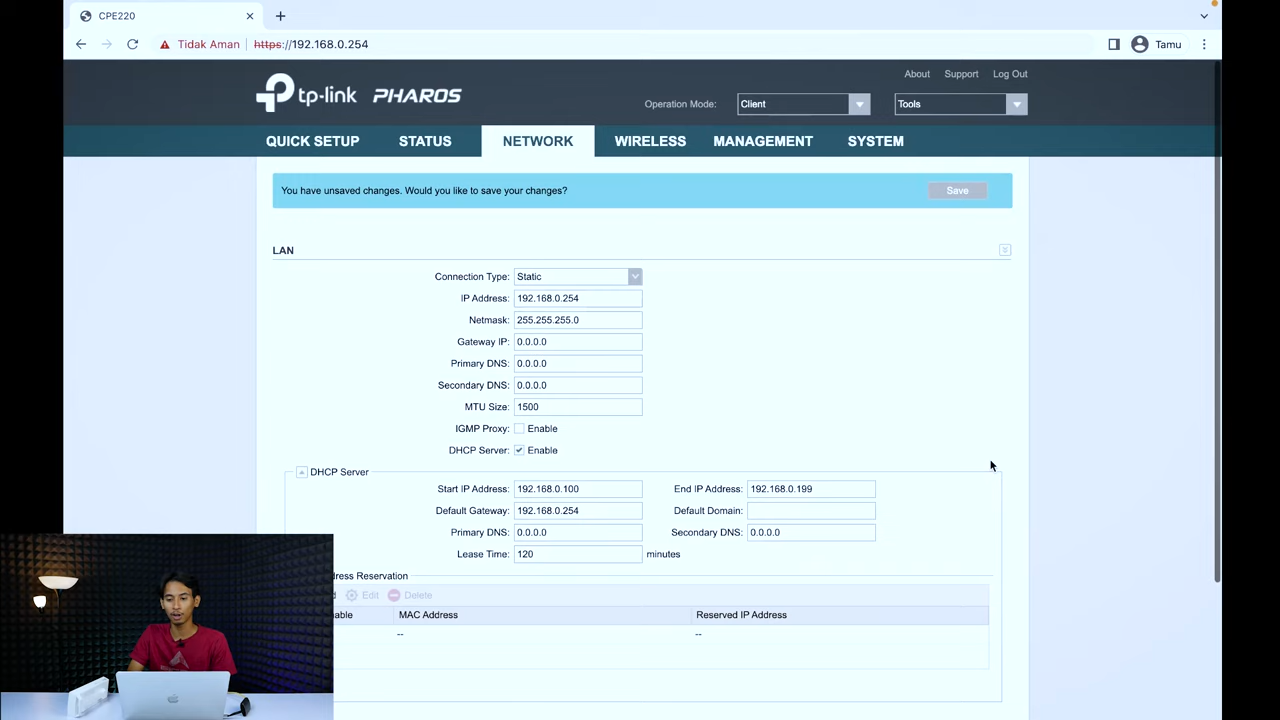 CPE220
Tidak Aman https://192.168.0.254 Tamu
About Support Log Out
tp-link PHAROS
Operation Mode: Client Tools
QUICK SETUP STATUS NETWORK WIRELESS MANAGEMENT SYSTEM
You have unsaved changes. Would you like to save your changes? Save
LAN
Connection Type: Static
IP Address: 192.168.0.254
Netmask: 255.255.255.0
Gateway IP: 0.0.0.0
Primary DNS: 0.0.0.0
Secondary DNS: 0.0.0.0
MTU Size: 1500
IGMP Proxy: Enable
DHCP Server: Enable
DHCP Server
Start IP Address: 192.168.0.100 End IP Address: 192.168.0.199
Default Gateway: 192.168.0.254 Default Domain:
Primary DNS: 0.0.0.0 Secondary DNS: 0.0.0.0
Lease Time: 120 minutes
dress Reservation
d Edit Delete
able MAC Address Reserved IP Address
-- --